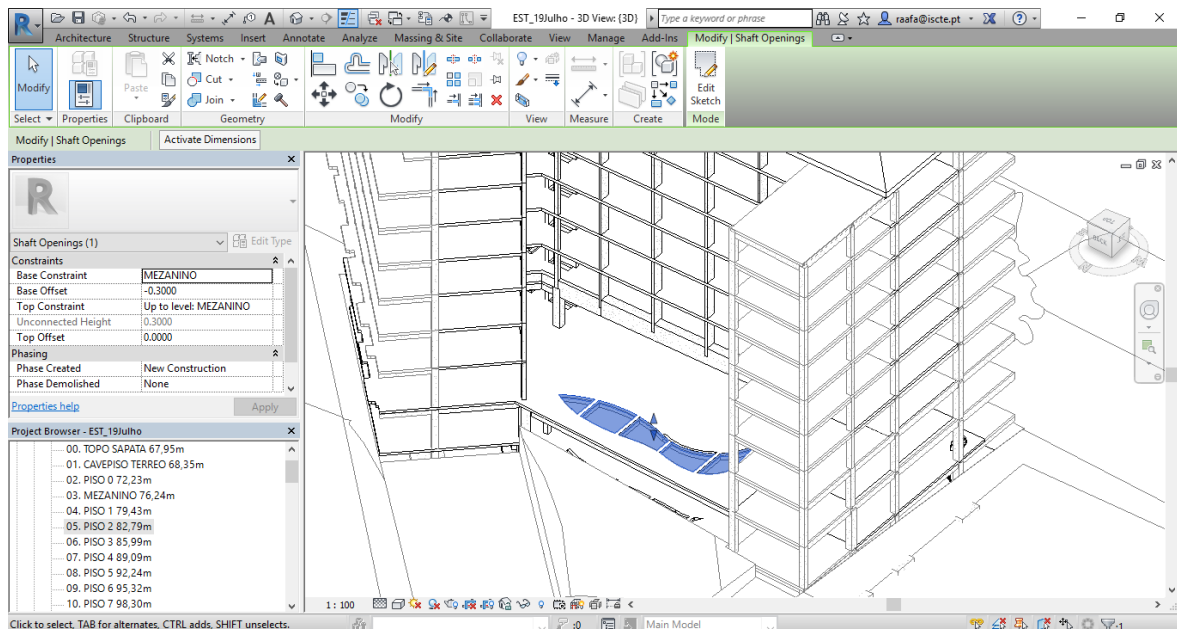 R
EST_19Julho - 3D View: {3D}
Type a keyword or phrase
raafa@iscte.pt
Architecture Structure Systems Insert Annotate Analyze Massing & Site Collaborate View Manage Add-Ins Modify | Shaft Openings
Modify
Paste
Notch
Cut
Join
Edit
Sketch
Select Properties Clipboard Geometry Modify View Measure Create Mode
Modify | Shaft Openings Activate Dimensions
Properties
R
Shaft Openings (1) Edit Type
Constraints
Base Constraint MEZANINO
Base Offset -0.3000
Top Constraint Up to level: MEZANINO
Unconnected Height 0.3000
Top Offset 0.0000
Phasing
Phase Created New Construction
Phase Demolished None
Properties help Apply
Project Browser - EST_19Julho
00. TOPO SAPATA 67,95m
01. CAVEPISO TERREO 68,35m
02. PISO 0 72,23m
03. MEZANINO 76,24m
04. PISO 1 79,43m
05. PISO 2 82,79m
06. PISO 3 85,99m
07. PISO 4 89,09m
08. PISO 5 92,24m
09. PISO 6 95,32m
10. PISO 7 98,30m
TOP
BACK
1 : 100
Click to select, TAB for alternates, CTRL adds, SHIFT unselects.
:0
Main Model
:1